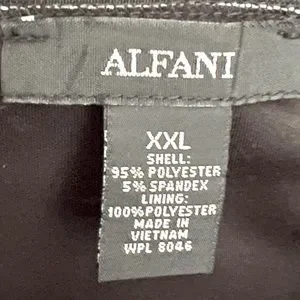 ALFANI
XXL
SHELL:
95% POLYESTER
5% SPANDEX
LINING:
100% POLYESTER
MADE IN
VIETNAM
WPL 8046